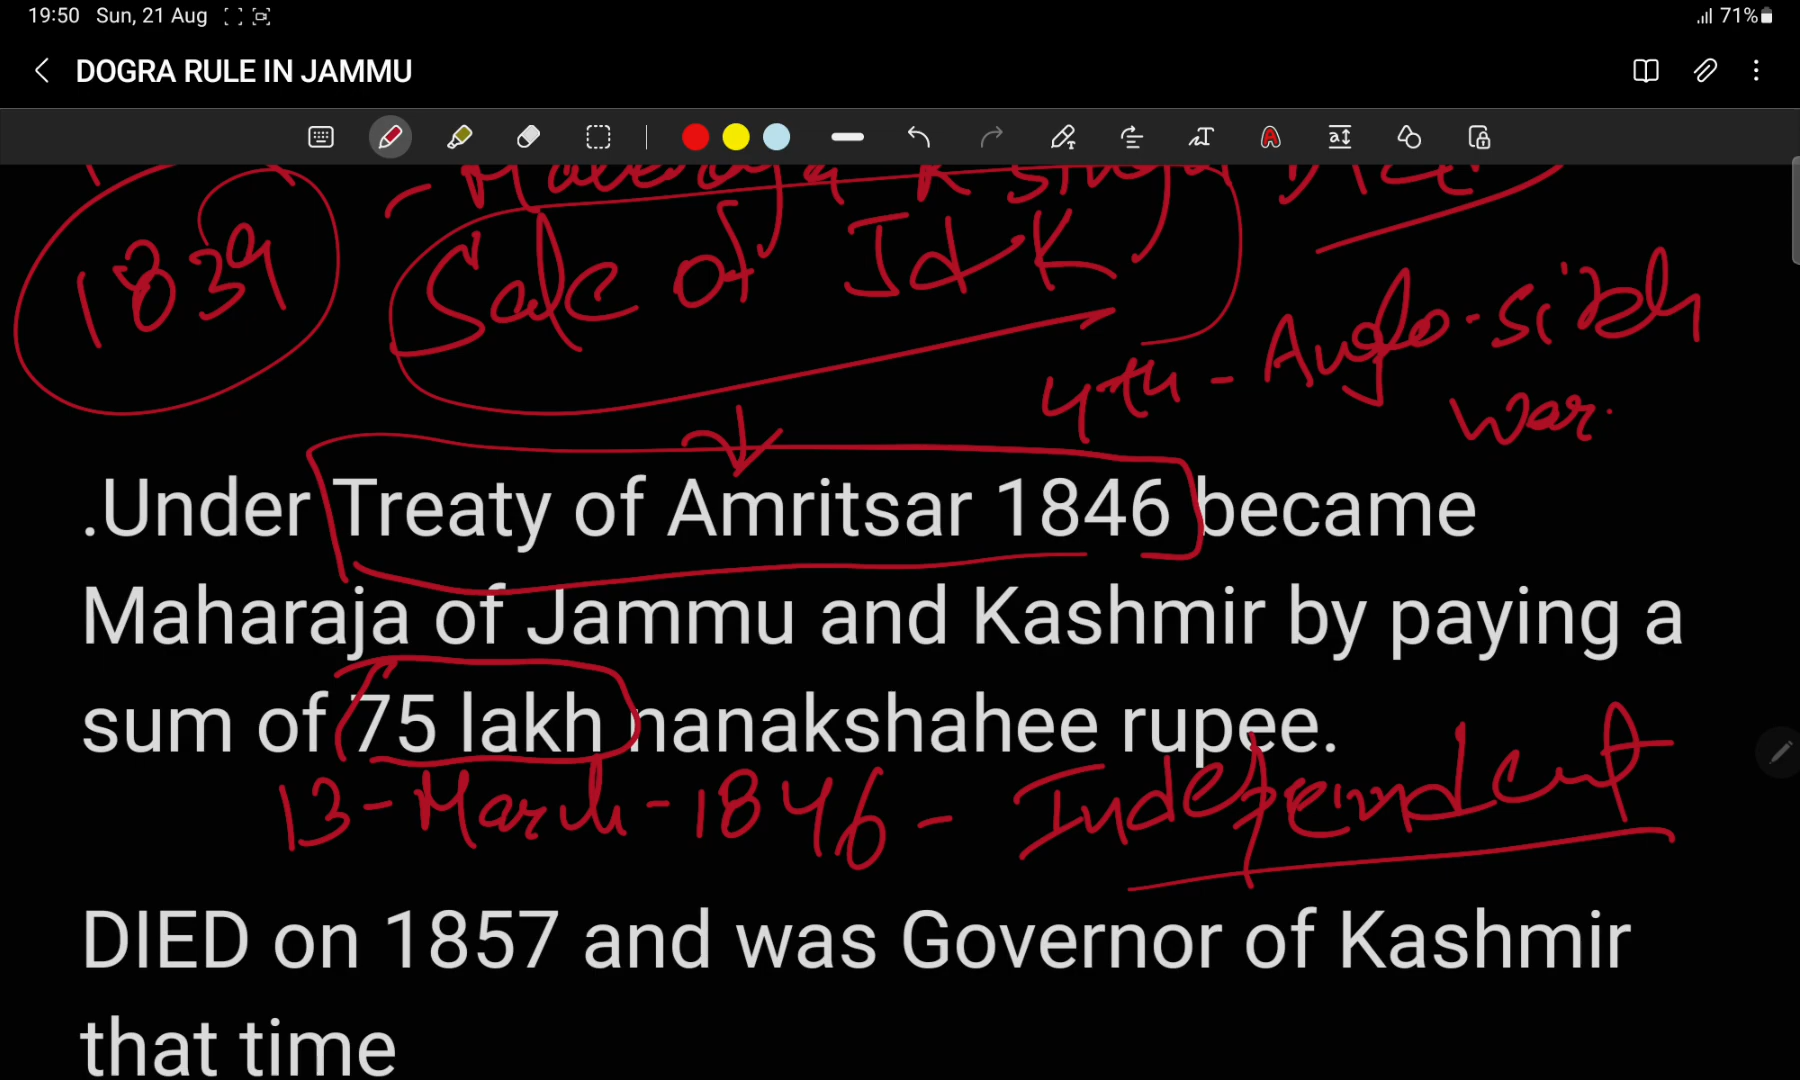 19:50 Sun, 21 Aug 71%
DOGRA RULE IN JAMMU
1839
Sale of J&K
4th - Anglo-sikh
war.
.Under Treaty of Amritsar 1846 became
Maharaja of Jammu and Kashmir by paying a
sum of 75 lakh nanakshahee rupee.
13-March-1846 - Independent
DIED on 1857 and was Governor of Kashmir
that time